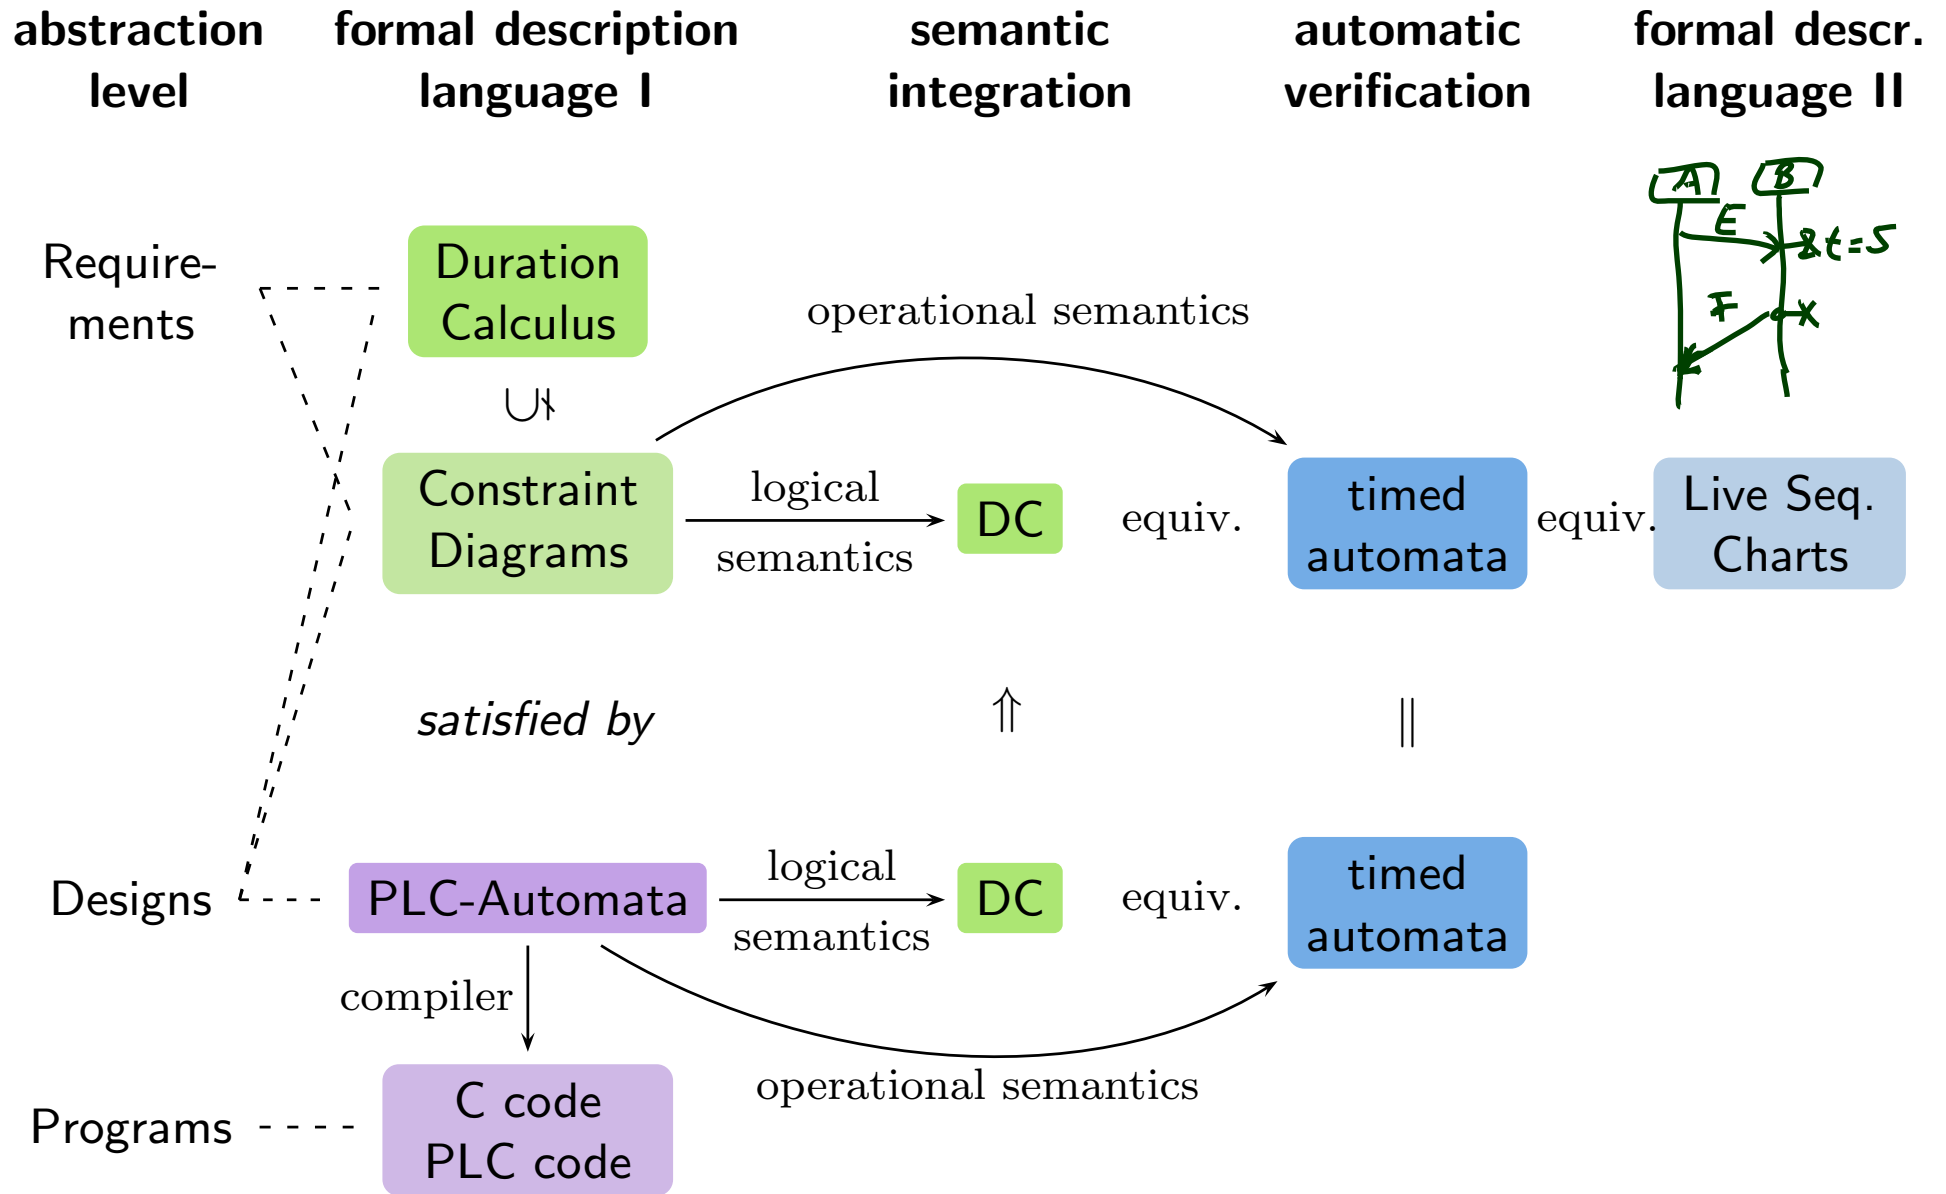 abstraction level
formal description language I
semantic integration
automatic verification
formal descr. language II
A B
E
&t=5
F
X
Require-
ments
Duration
Calculus
operational semantics
Constraint
Diagrams
logical
semantics
DC
equiv.
timed
automata
equiv.
Live Seq.
Charts
satisfied by
⇑
||
Designs
PLC-Automata
logical
semantics
DC
equiv.
timed
automata
compiler
operational semantics
Programs
C code
PLC code